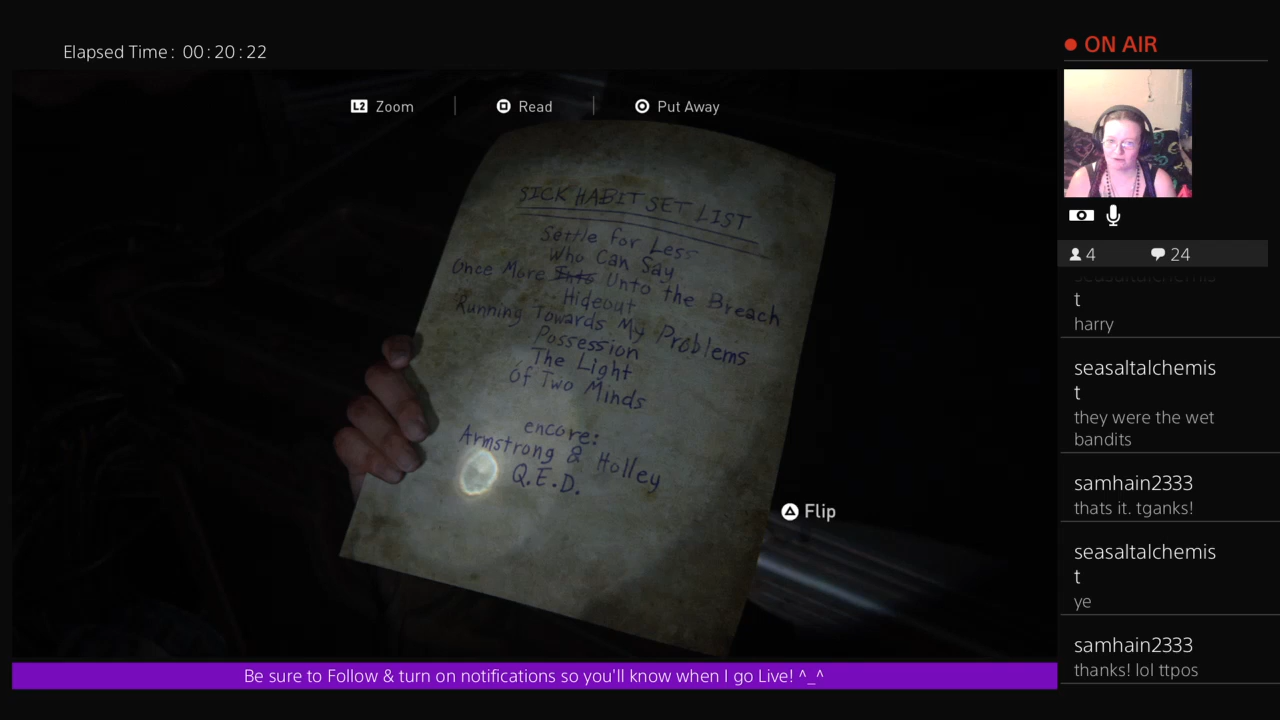 Elapsed Time: 00:20:22
ON AIR
L2 Zoom
Read
Put Away
SICK HABIT SET LIST
Settle for Less
Who Can Say
Once More Into Unto the Breach
Hideout
Running Towards My Problems
Possession
The Light
Of Two Minds
encore:
Armstrong & Holley
Q.E.D.
Flip
4
24
seasaltalchemis
t
harry
seasaltalchemis
t
they were the wet
bandits
samhain2333
thats it. tganks!
seasaltalchemis
t
ye
samhain2333
thanks! lol ttpos
Be sure to Follow & turn on notifications so you'll know when I go Live! ^_^